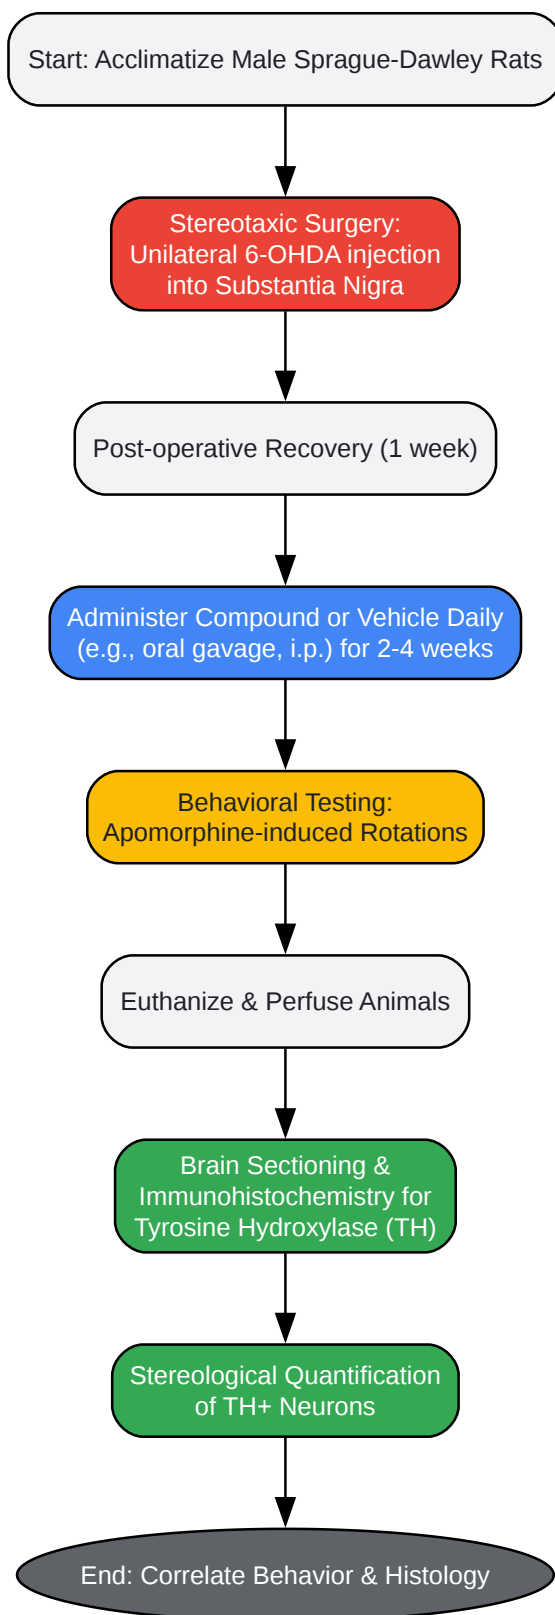 Start: Acclimatize Male Sprague-Dawley Rats
Stereotaxic Surgery:
Unilateral 6-OHDA injection
into Substantia Nigra
Post-operative Recovery (1 week)
Administer Compound or Vehicle Daily
(e.g., oral gavage, i.p.) for 2-4 weeks
Behavioral Testing:
Apomorphine-induced Rotations
Euthanize & Perfuse Animals
Brain Sectioning &
Immunohistochemistry for
Tyrosine Hydroxylase (TH)
Stereological Quantification
of TH+ Neurons
End: Correlate Behavior & Histology